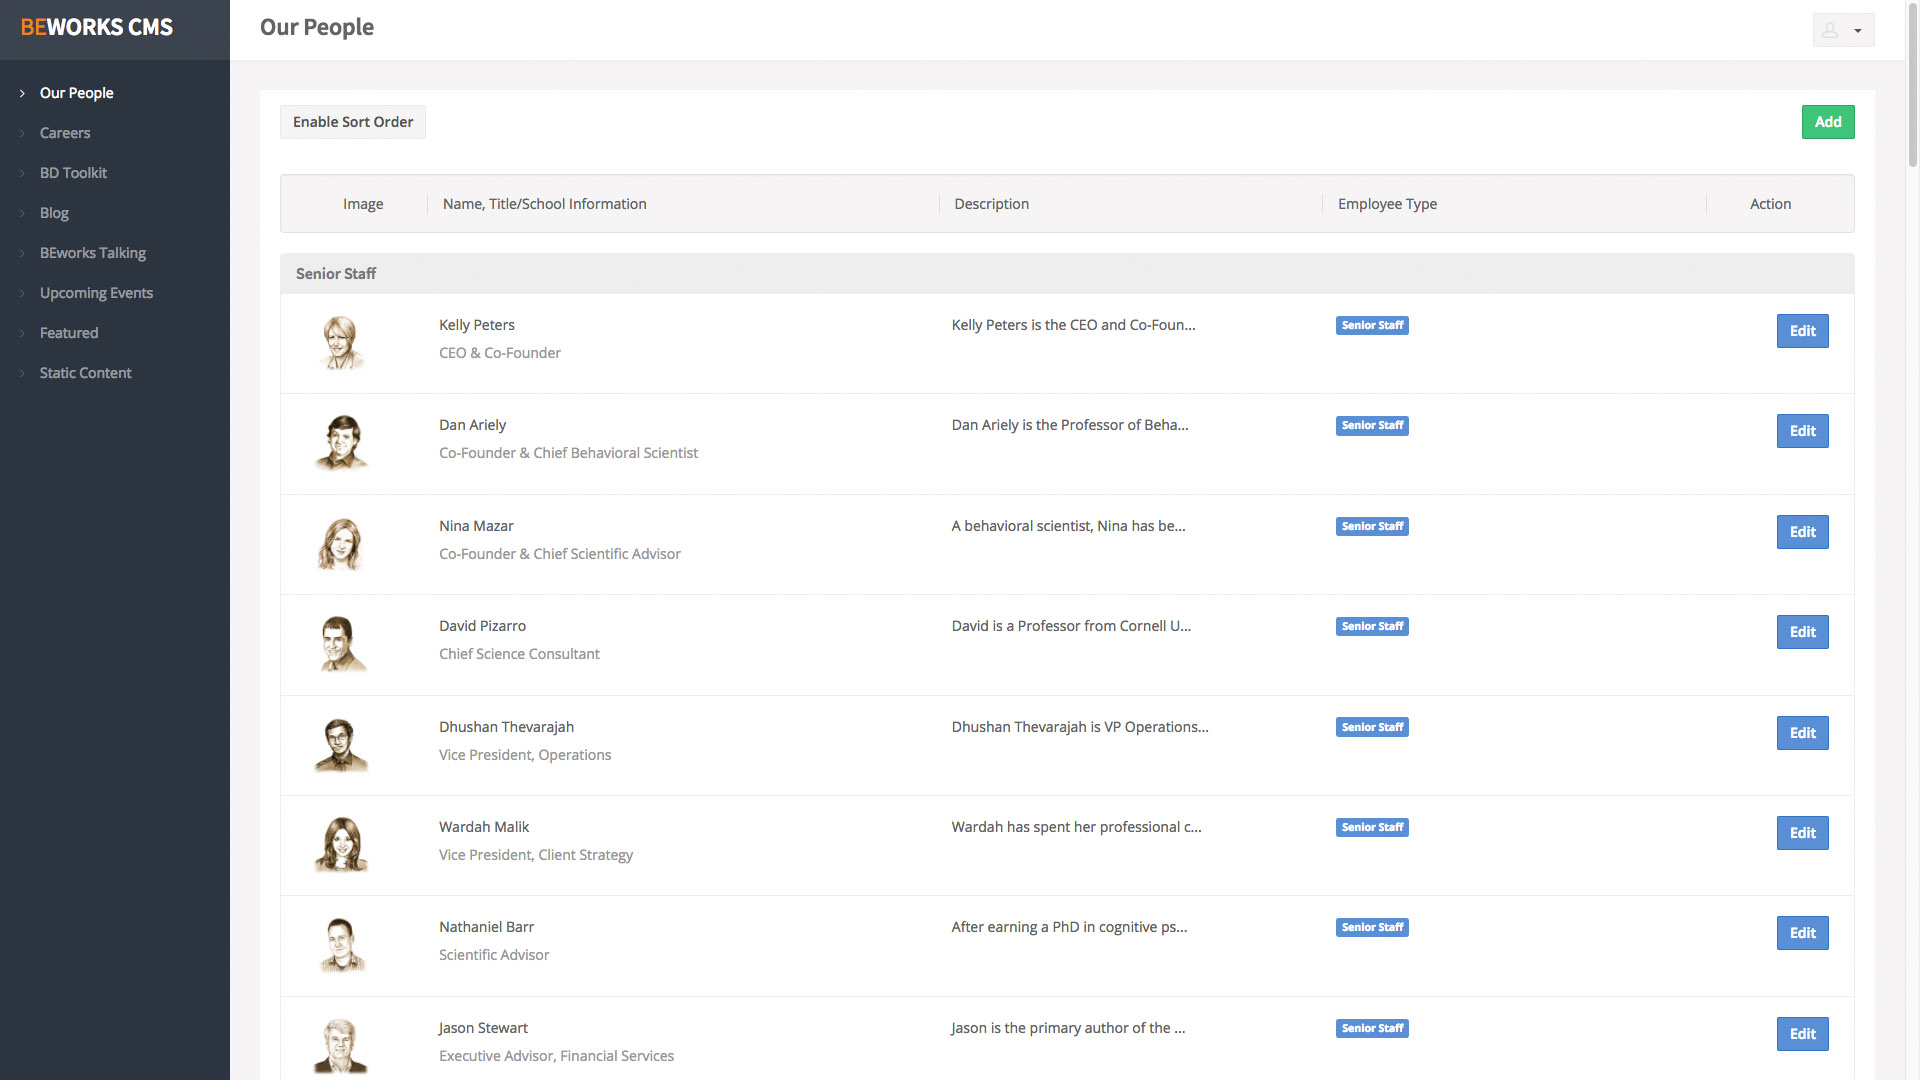 BEWORKS CMS
Our People
Our People
Careers
BD Toolkit
Blog
BEworks Talking
Upcoming Events
Featured
Static Content
Enable Sort Order
Add
Image
Name, Title/School Information
Description
Employee Type
Action
Senior Staff
Kelly Peters
CEO & Co-Founder
Kelly Peters is the CEO and Co-Foun...
Senior Staff
Edit
Dan Ariely
Co-Founder & Chief Behavioral Scientist
Dan Ariely is the Professor of Beha...
Senior Staff
Edit
Nina Mazar
Co-Founder & Chief Scientific Advisor
A behavioral scientist, Nina has be...
Senior Staff
Edit
David Pizarro
Chief Science Consultant
David is a Professor from Cornell U...
Senior Staff
Edit
Dhushan Thevarajah
Vice President, Operations
Dhushan Thevarajah is VP Operations...
Senior Staff
Edit
Wardah Malik
Vice President, Client Strategy
Wardah has spent her professional c...
Senior Staff
Edit
Nathaniel Barr
Scientific Advisor
After earning a PhD in cognitive ps...
Senior Staff
Edit
Jason Stewart
Executive Advisor, Financial Services
Jason is the primary author of the ...
Senior Staff
Edit